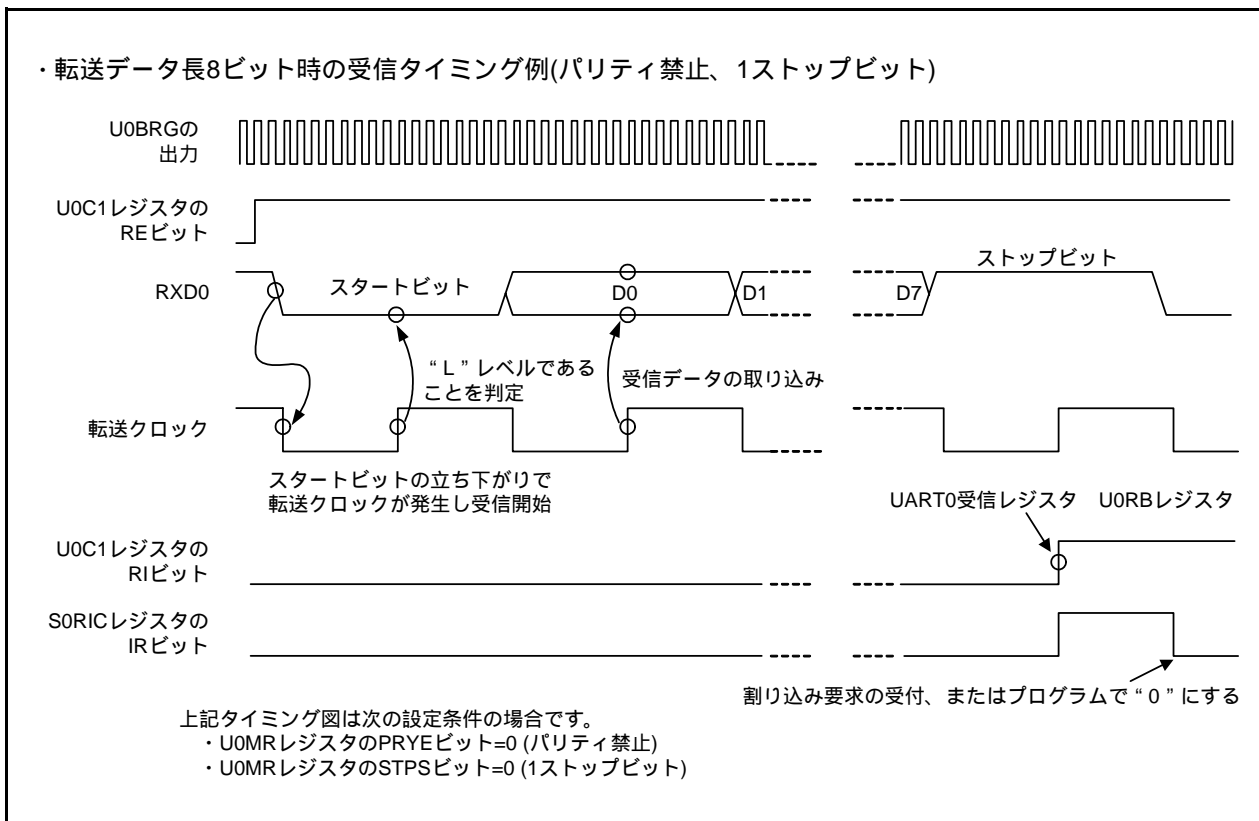 ・転送データ長8ビット時の受信タイミング例(パリティ禁止、1ストップビット)
U0BRGの
出力
U0C1レジスタの
REビット
RXD0
スタートビット
D0
D1
D7
ストップビット
“L”レベルである
ことを判定
受信データの取り込み
転送クロック
スタートビットの立ち下がりで
転送クロックが発生し受信開始
UART0受信レジスタ U0RBレジスタ
U0C1レジスタの
RIビット
S0RICレジスタの
IRビット
割り込み要求の受付、またはプログラムで“0”にする
上記タイミング図は次の設定条件の場合です。
・U0MRレジスタのPRYEビット=0 (パリティ禁止)
・U0MRレジスタのSTPSビット=0 (1ストップビット)